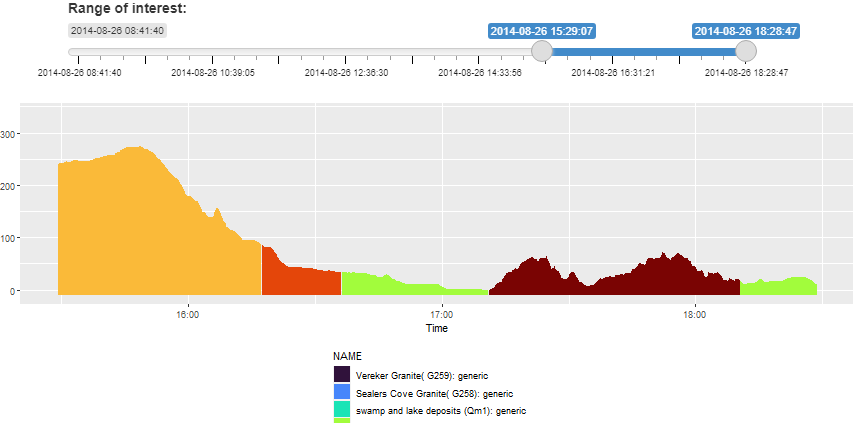 Range of interest:
2014-08-26 08:41:40
2014-08-26 15:29:07
2014-08-26 18:28:47
2014-08-26 08:41:40
2014-08-26 10:39:05
2014-08-26 12:36:30
2014-08-26 14:33:56
2014-08-26 16:31:21
2014-08-26 18:28:47
300
200
100
0
16:00
17:00
18:00
Time
NAME
Vereker Granite( G259): generic
Sealers Cove Granite( G258): generic
swamp and lake deposits (Qm1): generic